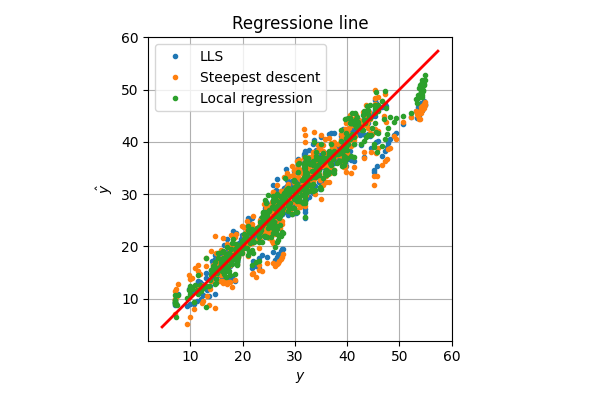 Regressione line
LLS
Steepest descent
Local regression
60
50
40
30
20
10
ŷ
10 20 30 40 50 60
y